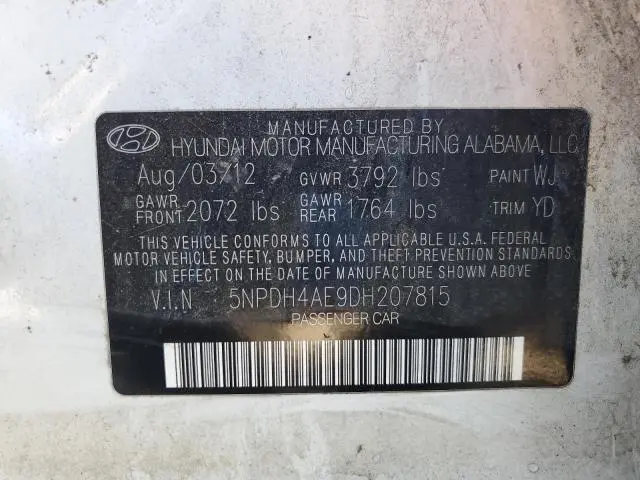 MANUFACTURED BY
HYUNDAI MOTOR MANUFACTURING ALABAMA, LLC
Aug/03/12 GVWR 3792 lbs PAINT WJ
GAWR FRONT 2072 lbs GAWR REAR 1764 lbs TRIM YD
THIS VEHICLE CONFORMS TO ALL APPLICABLE U.S.A. FEDERAL
MOTOR VEHICLE SAFETY, BUMPER, AND THEFT PREVENTION STANDARDS
IN EFFECT ON THE DATE OF MANUFACTURE SHOWN ABOVE.
V.I.N 5NPDH4AE9DH207815
PASSENGER CAR